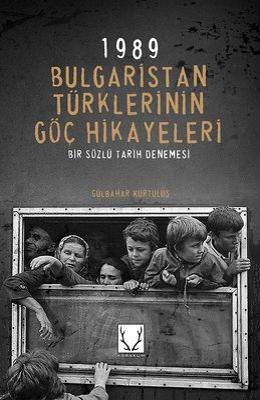 1989
BULGARİSTAN
TÜRKLERİNİN
GÖÇ HİKAYELERİ
BİR SÖZLÜ TARİH DENEMESİ
GÜLBAHAR KURTULUŞ